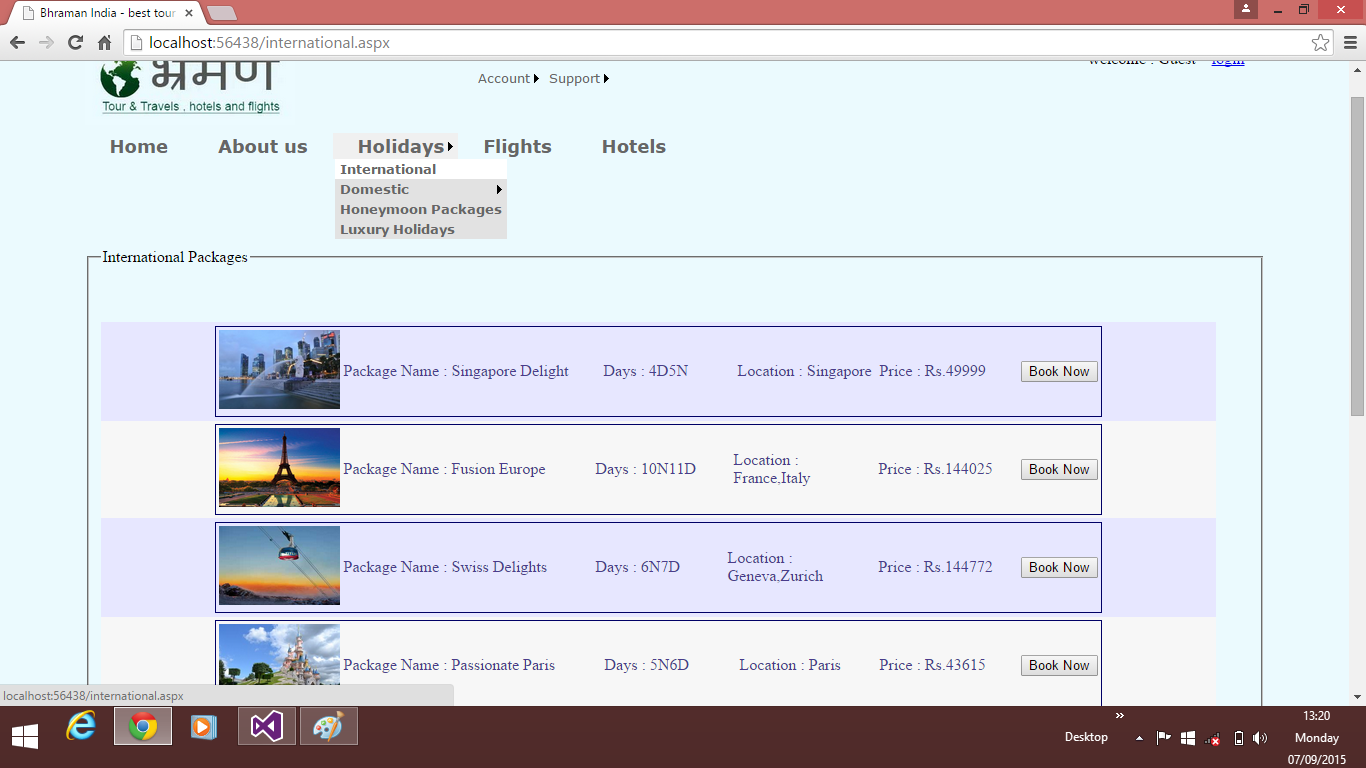 Bhraman India - best tour
localhost:56438/international.aspx
भ्रमण
Tour & Travels , hotels and flights
Account Support
welcome : Guest login
Home About us Holidays Flights Hotels
International
Domestic
Honeymoon Packages
Luxury Holidays
International Packages
Package Name : Singapore Delight Days : 4D5N Location : Singapore Price : Rs.49999 Book Now
Package Name : Fusion Europe Days : 10N11D Location : France,Italy Price : Rs.144025 Book Now
Package Name : Swiss Delights Days : 6N7D Location : Geneva,Zurich Price : Rs.144772 Book Now
Package Name : Passionate Paris Days : 5N6D Location : Paris Price : Rs.43615 Book Now
localhost:56438/international.aspx
Desktop
13:20
Monday
07/09/2015